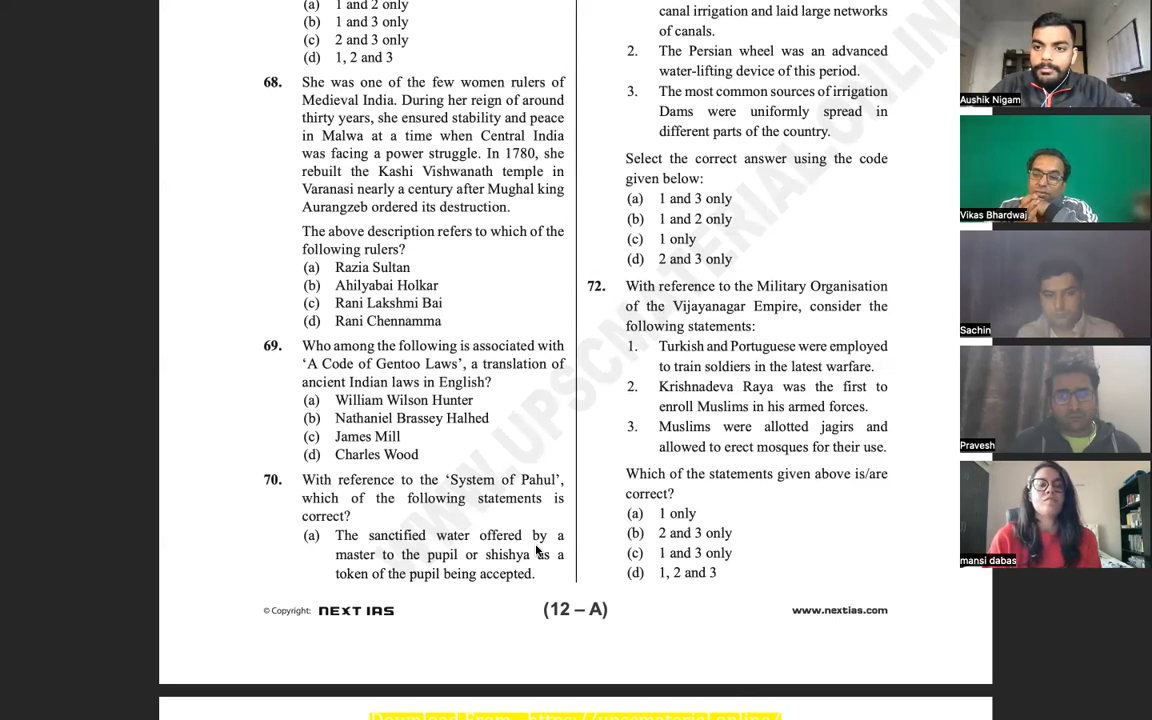 (a) 1 and 2 only
(b) 1 and 3 only
(c) 2 and 3 only
(d) 1, 2 and 3
68. She was one of the few women rulers of
Medieval India. During her reign of around
thirty years, she ensured stability and peace
in Malwa at a time when Central India
was facing a power struggle. In 1780, she
rebuilt the Kashi Vishwanath temple in
Varanasi nearly a century after Mughal king
Aurangzeb ordered its destruction.
The above description refers to which of the
following rulers?
(a) Razia Sultan
(b) Ahilyabai Holkar
(c) Rani Lakshmi Bai
(d) Rani Chennamma
69. Who among the following is associated with
‘A Code of Gentoo Laws’, a translation of
ancient Indian laws in English?
(a) William Wilson Hunter
(b) Nathaniel Brassey Halhed
(c) James Mill
(d) Charles Wood
70. With reference to the ‘System of Pahul’,
which of the following statements is
correct?
(a) The sanctified water offered by a
master to the pupil or shishya as a
token of the pupil being accepted.
canal irrigation and laid large networks
of canals.
2. The Persian wheel was an advanced
water-lifting device of this period.
3. The most common sources of irrigation
Dams were uniformly spread in
different parts of the country.
Select the correct answer using the code
given below:
(a) 1 and 3 only
(b) 1 and 2 only
(c) 1 only
(d) 2 and 3 only
72. With reference to the Military Organisation
of the Vijayanagar Empire, consider the
following statements:
1. Turkish and Portuguese were employed
to train soldiers in the latest warfare.
2. Krishnadeva Raya was the first to
enroll Muslims in his armed forces.
3. Muslims were allotted jagirs and
allowed to erect mosques for their use.
Which of the statements given above is/are
correct?
(a) 1 only
(b) 2 and 3 only
(c) 1 and 3 only
(d) 1, 2 and 3
© Copyright: NEXT IAS
(12 – A)
www.nextias.com
Download From - https://upscmaterial.online/
WWW.UPSCMATERIAL.ONLINE
Aushik Nigam
Vikas Bhardwaj
Sachin
Pravesh
mansi dabas